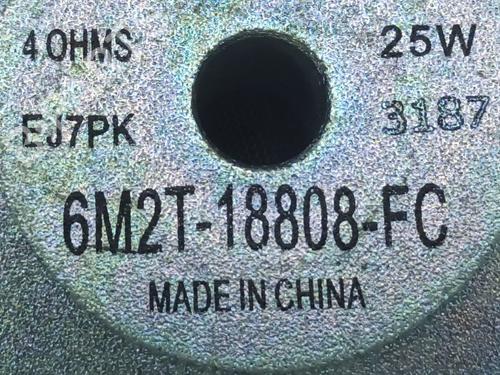 4 OHMS 25W
EJ7PK 3187
6M2T-18808-FC
MADE IN CHINA